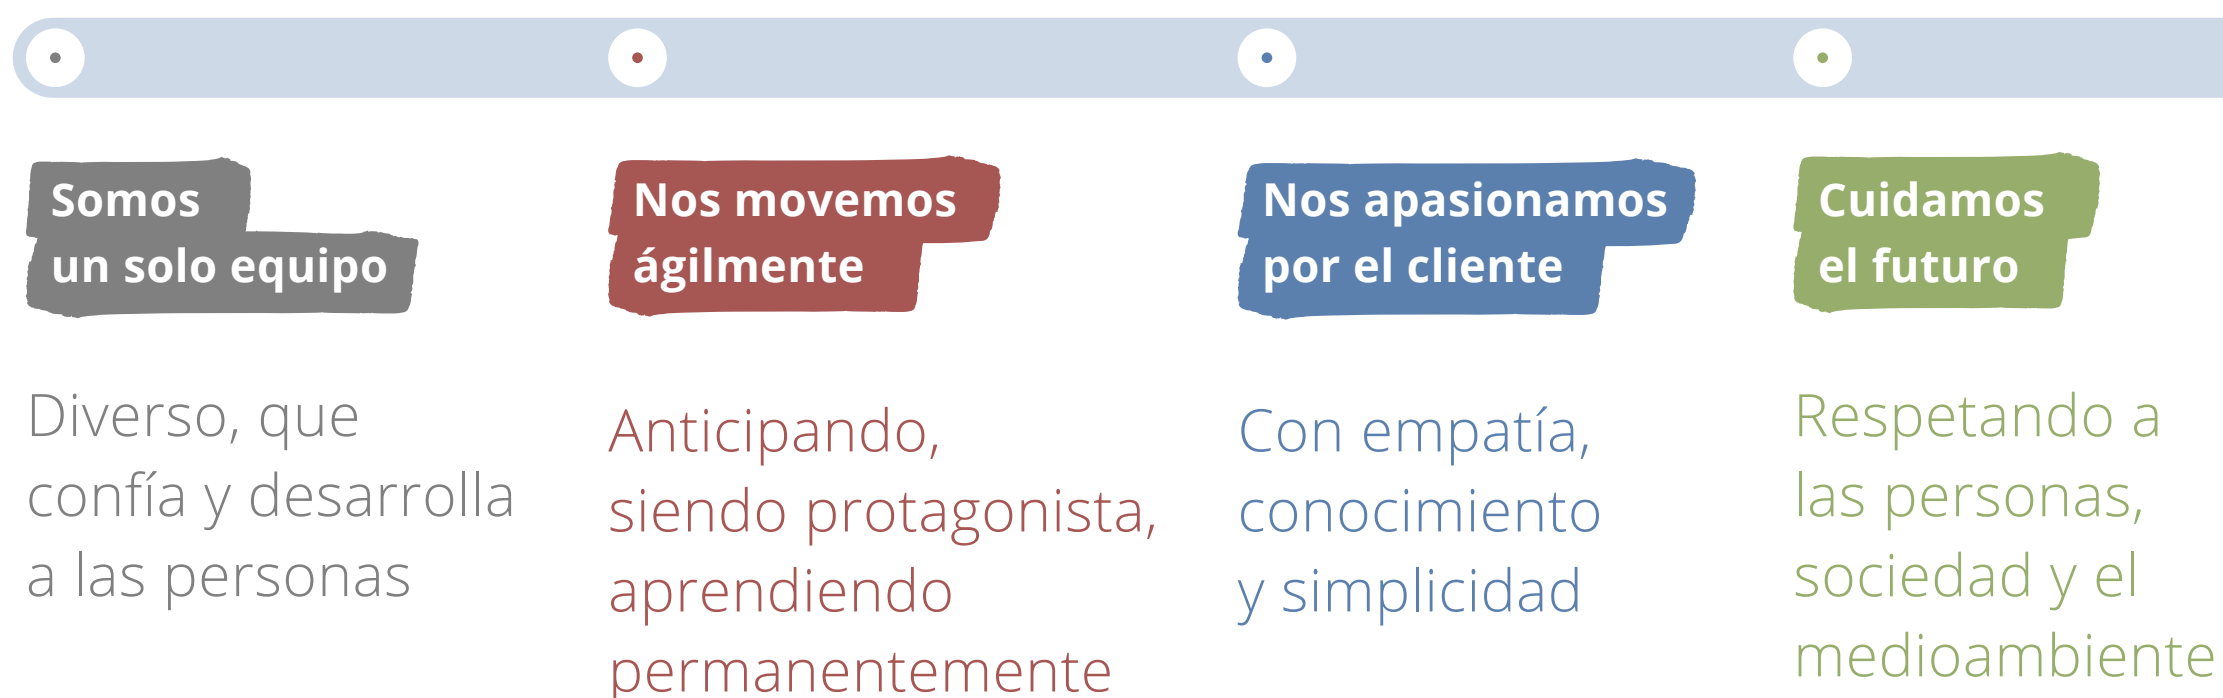 Somos
un solo equipo
Diverso, que
confía y desarrolla
a las personas
Nos movemos
ágilmente
Anticipando,
siendo protagonista,
aprendiendo
permanentemente
Nos apasionamos
por el cliente
Con empatía,
conocimiento
y simplicidad
Cuidamos
el futuro
Respetando a
las personas,
sociedad y el
medioambiente